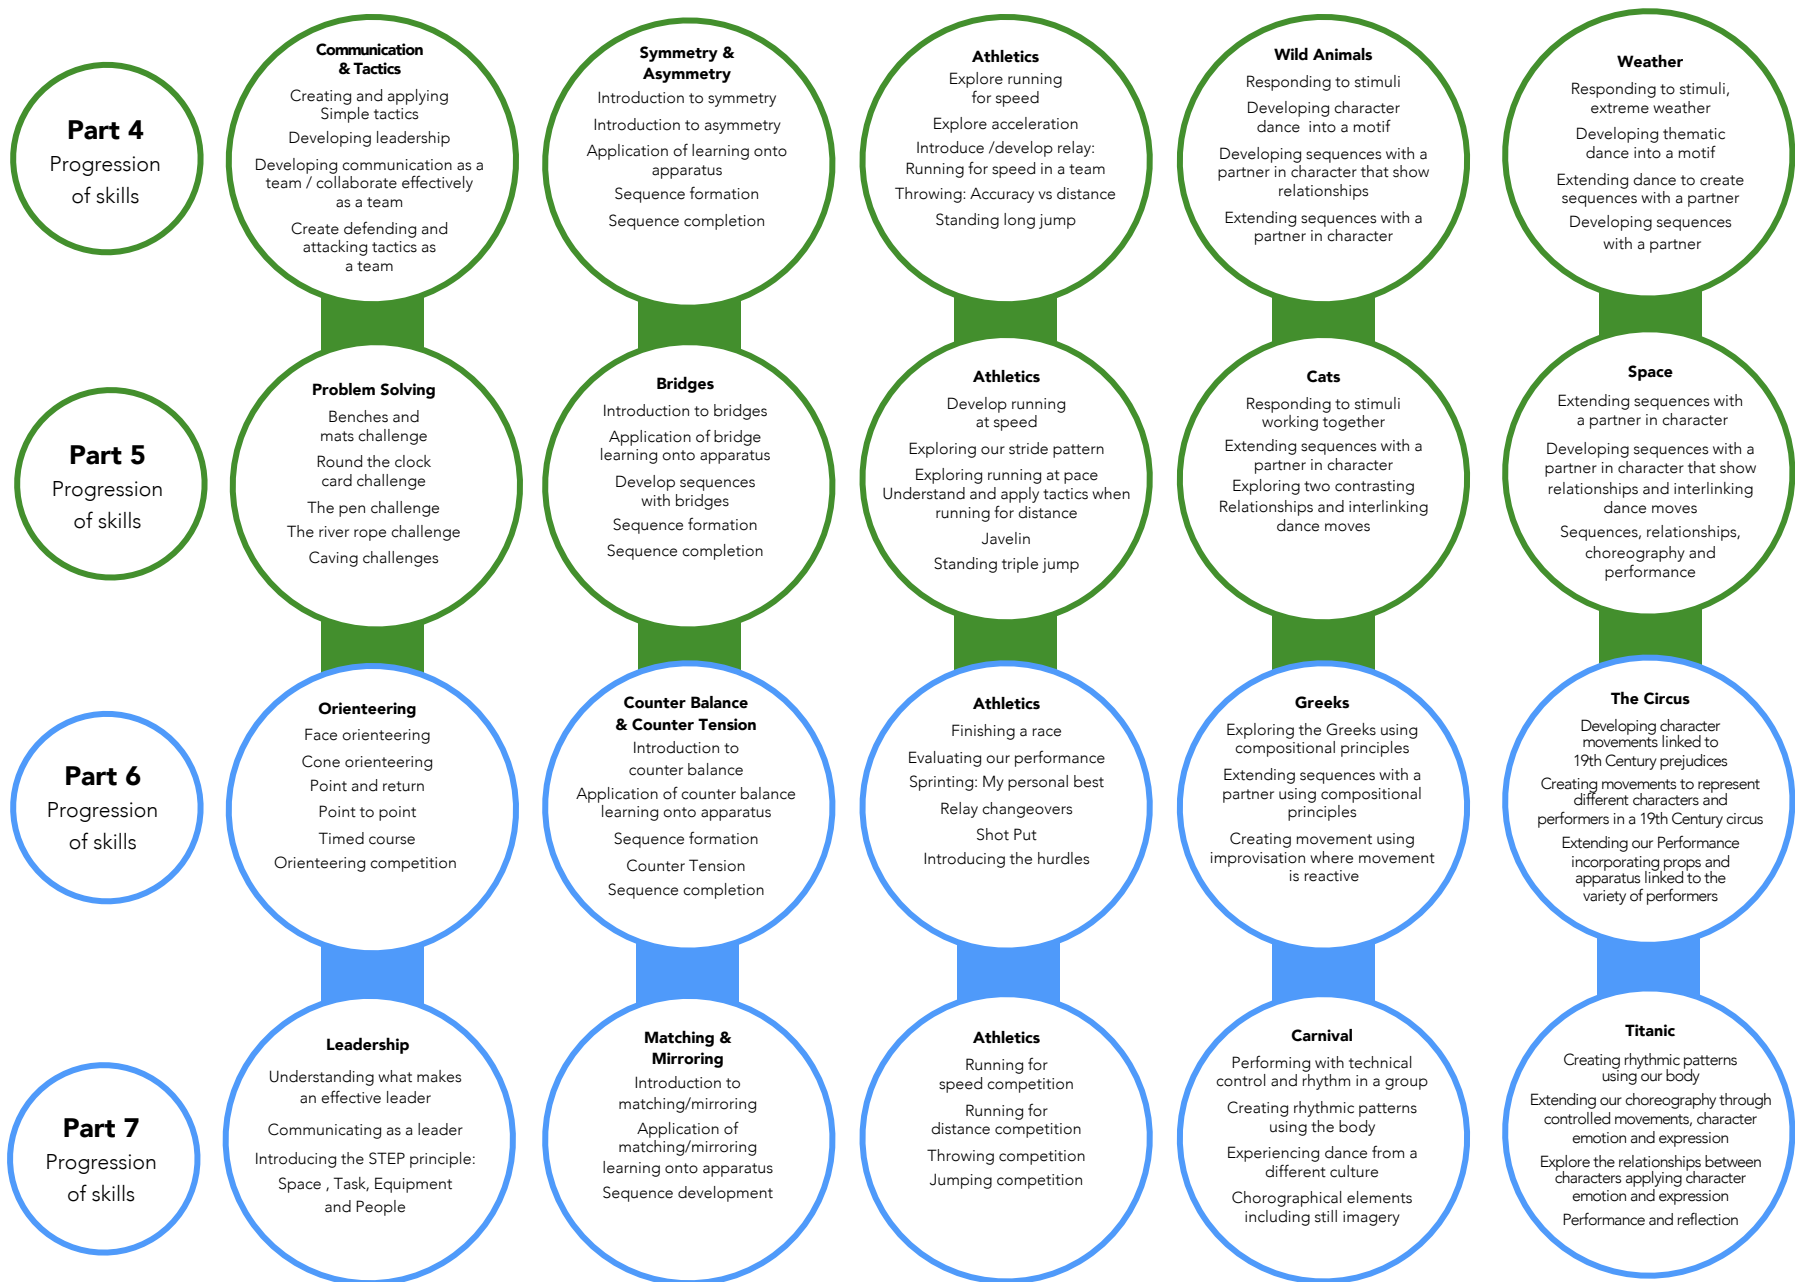 Part 4
Progression
of skills
Communication
& Tactics
Creating and applying
Simple tactics
Developing leadership
Developing communication as a
team / collaborate effectively
as a team
Create defending and
attacking tactics as
a team
Symmetry &
Asymmetry
Introduction to symmetry
Introduction to asymmetry
Application of learning onto
apparatus
Sequence formation
Sequence completion
Athletics
Explore running
for speed
Explore acceleration
Introduce /develop relay:
Running for speed in a team
Throwing: Accuracy vs distance
Standing long jump
Wild Animals
Responding to stimuli
Developing character
dance into a motif
Developing sequences with a
partner in character that show
relationships
Extending sequences with a
partner in character
Weather
Responding to stimuli,
extreme weather
Developing thematic
dance into a motif
Extending dance to create
sequences with a partner
Developing sequences
with a partner
Part 5
Progression
of skills
Problem Solving
Benches and
mats challenge
Round the clock
card challenge
The pen challenge
The river rope challenge
Caving challenges
Bridges
Introduction to bridges
Application of bridge
learning onto apparatus
Develop sequences
with bridges
Sequence formation
Sequence completion
Athletics
Develop running
at speed
Exploring our stride pattern
Exploring running at pace
Understand and apply tactics when
running for distance
Javelin
Standing triple jump
Cats
Responding to stimuli
working together
Extending sequences with a
partner in character
Exploring two contrasting
Relationships and interlinking
dance moves
Space
Extending sequences with
a partner in character
Developing sequences with a
partner in character that show
relationships and interlinking
dance moves
Sequences, relationships,
choreography and
performance
Part 6
Progression
of skills
Orienteering
Face orienteering
Cone orienteering
Point and return
Point to point
Timed course
Orienteering competition
Counter Balance
& Counter Tension
Introduction to
counter balance
Application of counter balance
learning onto apparatus
Sequence formation
Counter Tension
Sequence completion
Athletics
Finishing a race
Evaluating our performance
Sprinting: My personal best
Relay changeovers
Shot Put
Introducing the hurdles
Greeks
Exploring the Greeks using
compositional principles
Extending sequences with a
partner using compositional
principles
Creating movement using
improvisation where movement
is reactive
The Circus
Developing character
movements linked to
19th Century prejudices
Creating movements to represent
different characters and
performers in a 19th Century circus
Extending our Performance
incorporating props and
apparatus linked to the
variety of performers
Part 7
Progression
of skills
Leadership
Understanding what makes
an effective leader
Communicating as a leader
Introducing the STEP principle:
Space , Task, Equipment
and People
Matching &
Mirroring
Introduction to
matching/mirroring
Application of
matching/mirroring
learning onto apparatus
Sequence development
Athletics
Running for
speed competition
Running for
distance competition
Throwing competition
Jumping competition
Carnival
Performing with technical
control and rhythm in a group
Creating rhythmic patterns
using the body
Experiencing dance from a
different culture
Chorographical elements
including still imagery
Titanic
Creating rhythmic patterns
using our body
Extending our choreography through
controlled movements, character
emotion and expression
Explore the relationships between
characters applying character
emotion and expression
Performance and reflection